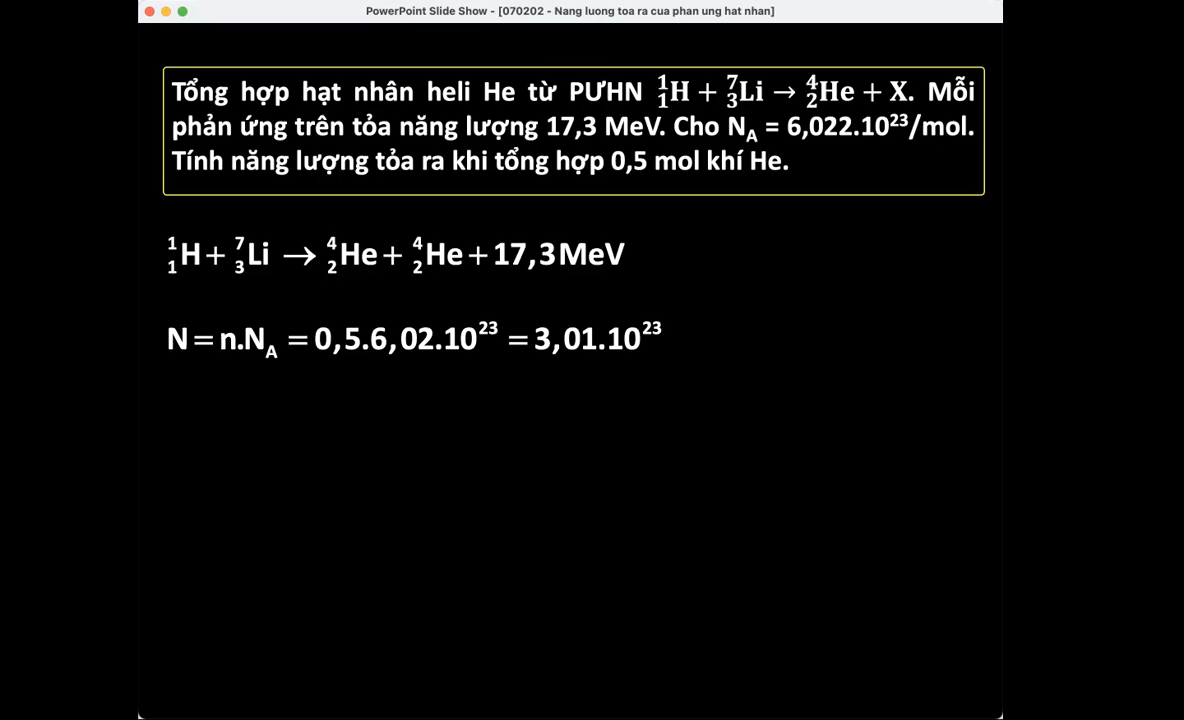 PowerPoint Slide Show - [070202 - Nang luong toa ra cua phan ung hat nhan]
Tổng hợp hạt nhân heli He từ PƯHN ¹₁H + ⁷₃Li → ⁴₂He + X. Mỗi
phản ứng trên tỏa năng lượng 17,3 MeV. Cho N_A = 6,022.10²³/mol.
Tính năng lượng tỏa ra khi tổng hợp 0,5 mol khí He.
¹₁H + ⁷₃Li → ⁴₂He + ⁴₂He + 17,3MeV
N = n.N_A = 0,5.6,02.10²³ = 3,01.10²³